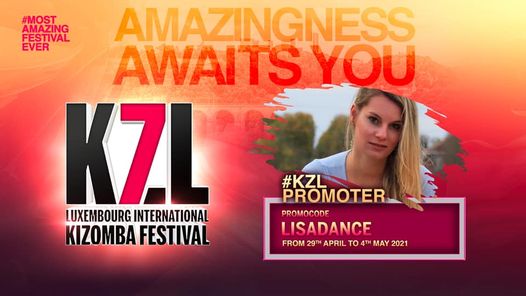 #MOST
AMAZING
FESTIVAL
EVER
AMAZINGNESS
AWAITS YOU
K7L
LUXEMBOURG INTERNATIONAL
KIZOMBA FESTIVAL
#KZL
PROMOTER
PROMOCODE
LISADANCE
FROM 29TH APRIL TO 4TH MAY 2021